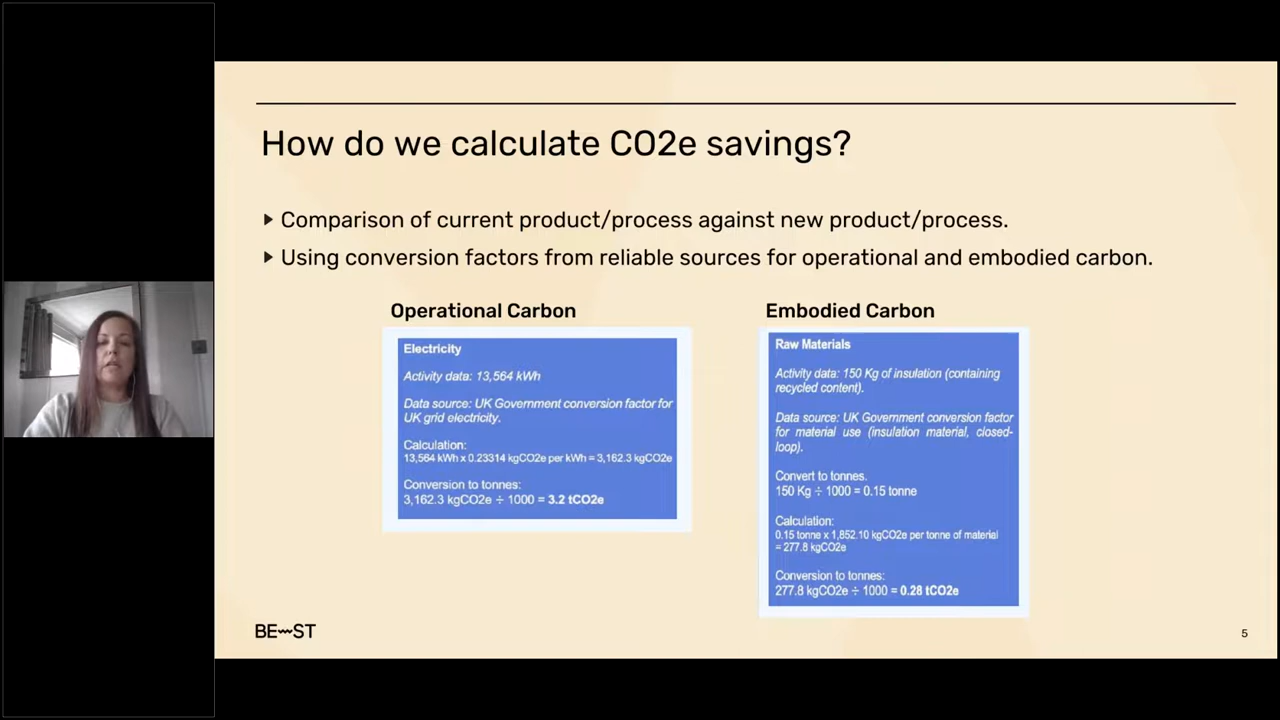 How do we calculate CO2e savings?
Comparison of current product/process against new product/process.
Using conversion factors from reliable sources for operational and embodied carbon.
Operational Carbon
Electricity
Activity data: 13,564 kWh
Data source: UK Government conversion factor for
UK grid electricity.
Calculation:
13,564 kWh x 0.23314 kgCO2e per kWh = 3,162.3 kgCO2e
Conversion to tonnes:
3,162.3 kgCO2e ÷ 1000 = 3.2 tCO2e
Embodied Carbon
Raw Materials
Activity data: 150 Kg of insulation (containing
recycled content).
Data source: UK Government conversion factor
for material use (insulation material, closed-
loop).
Convert to tonnes.
150 Kg ÷ 1000 = 0.15 tonne
Calculation:
0.15 tonne x 1,852.10 kgCO2e per tonne of material
= 277.8 kgCO2e
Conversion to tonnes:
277.8 kgCO2e ÷ 1000 = 0.28 tCO2e
BE~ST
5